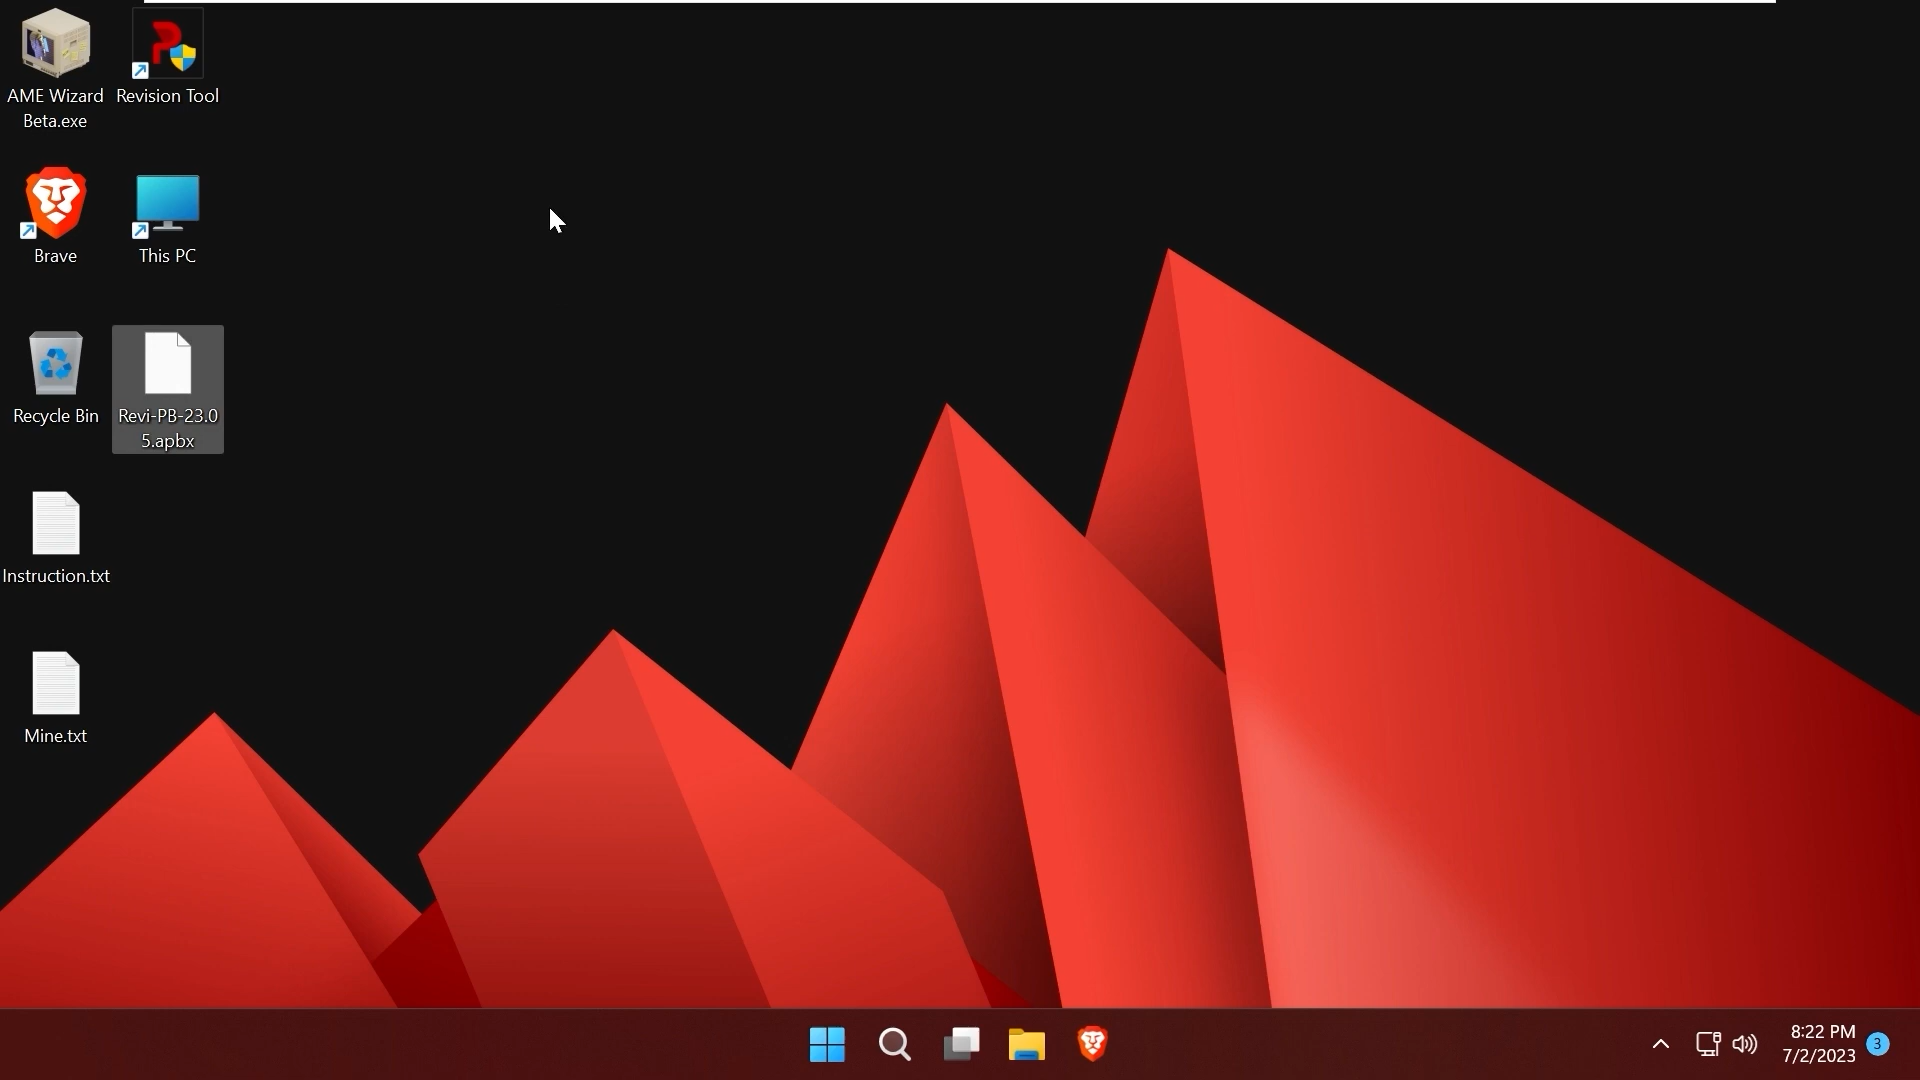 AME Wizard
Beta.exe
Revision Tool
Brave
This PC
Recycle Bin
Revi-PB-23.0
5.apbx
Instruction.txt
Mine.txt
8:22 PM
7/2/2023
3